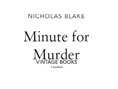 NICHOLAS BLAKE
Minute for
Murder
VINTAGE BOOKS